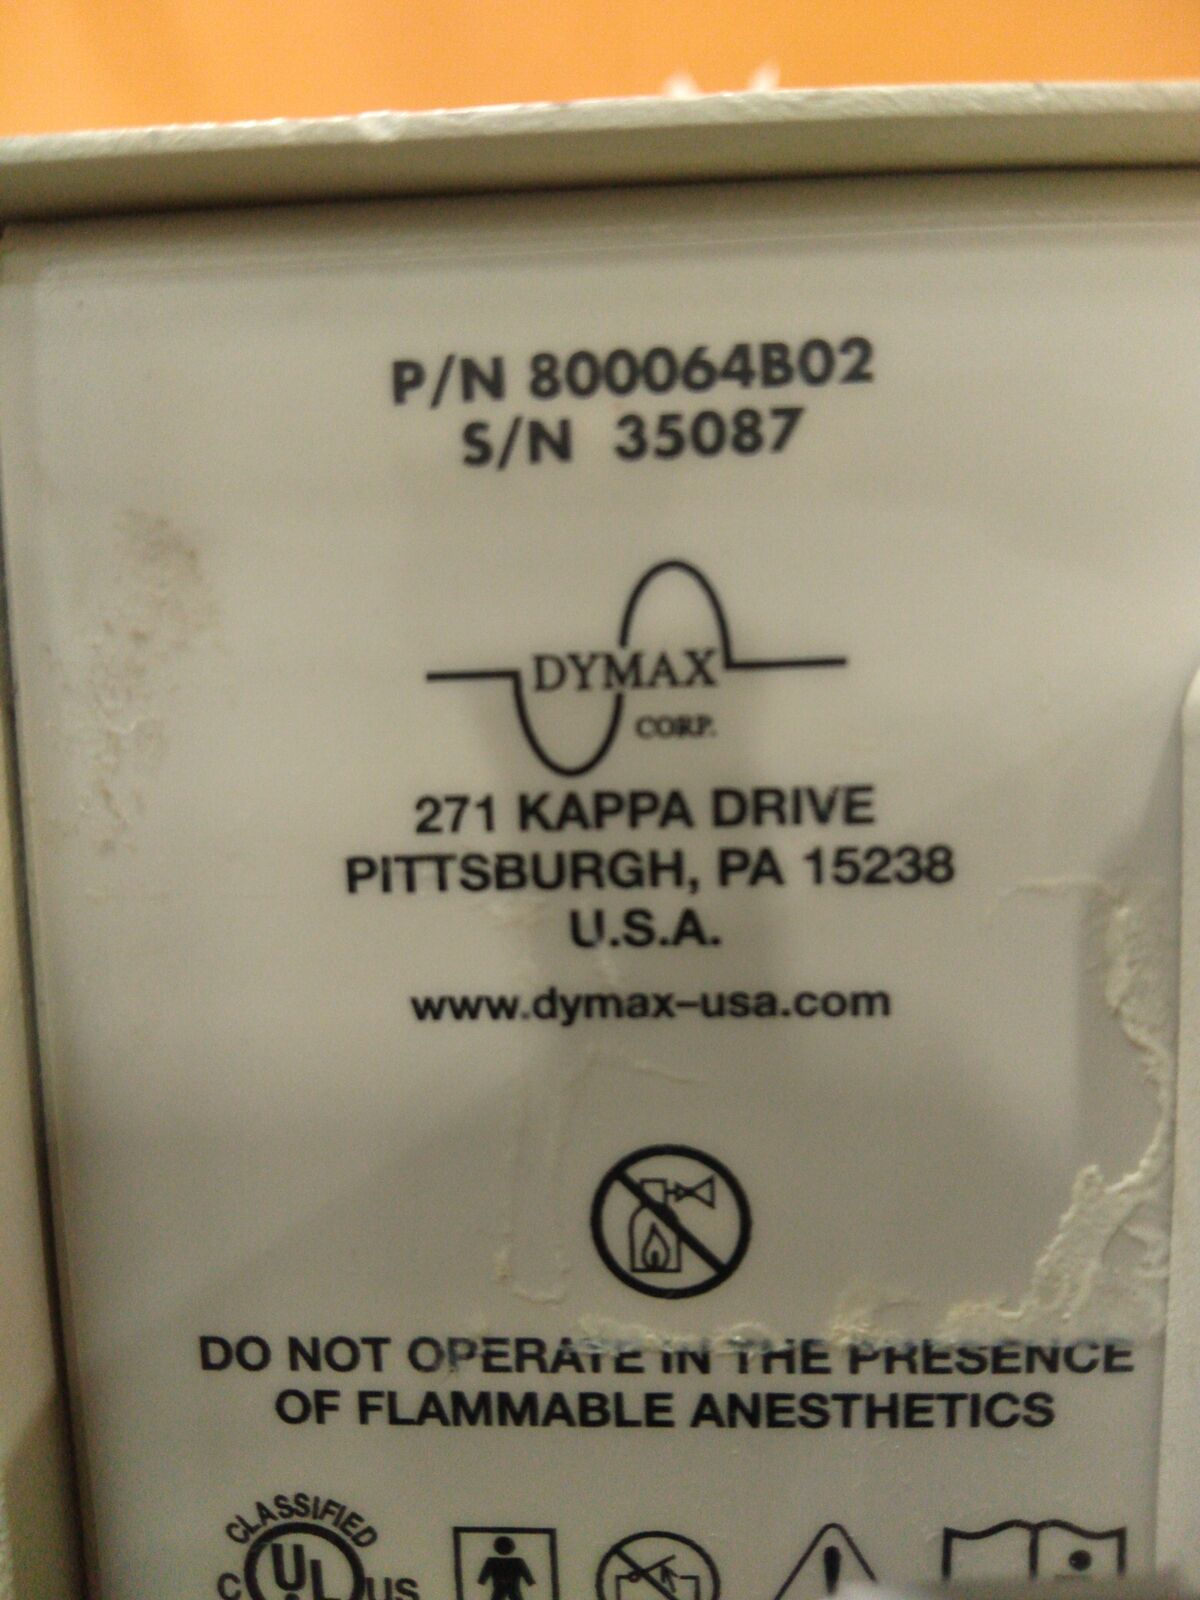 P/N 800064B02
S/N 35087
DYMAX
CORP.
271 KAPPA DRIVE
PITTSBURGH, PA 15238
U.S.A.
www.dymax-usa.com
DO NOT OPERATE IN THE PRESENCE
OF FLAMMABLE ANESTHETICS
CLASSIFIED
C UL US